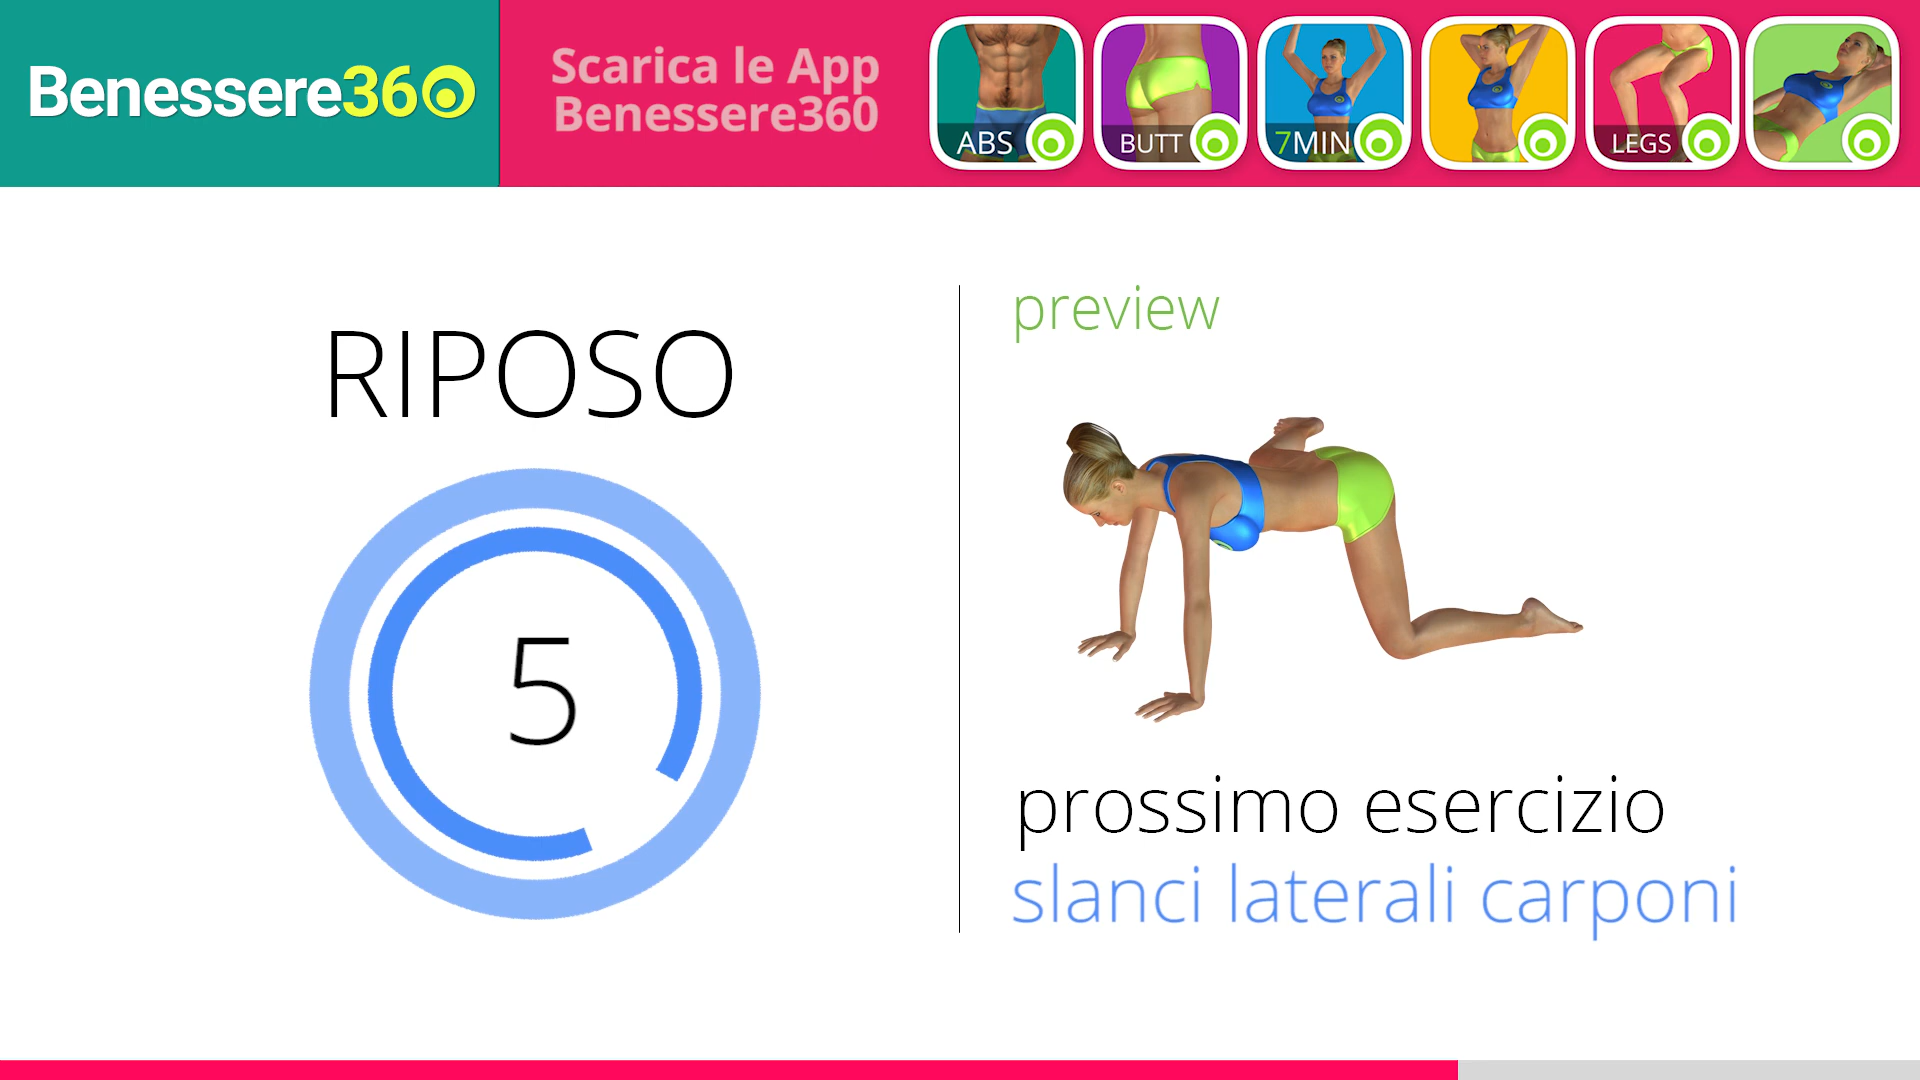 Benessere360
Scarica le App
Benessere360
ABS
BUTT
7MIN
LEGS
RIPOSO
5
preview
prossimo esercizio
slanci laterali carponi